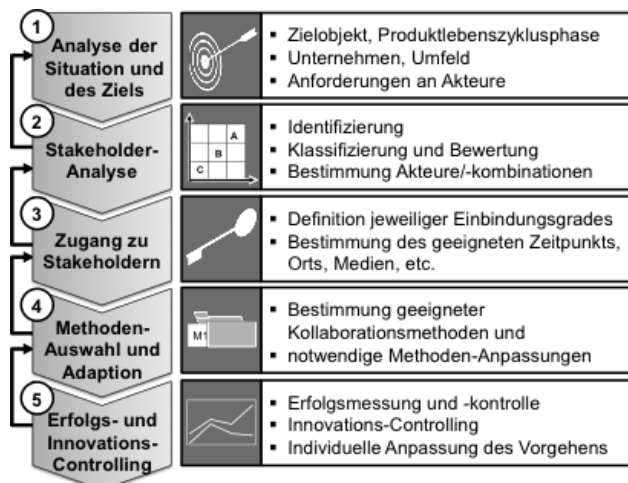 1
Analyse der
Situation und
des Ziels
▪ Zielobjekt, Produktlebenszyklusphase
▪ Unternehmen, Umfeld
▪ Anforderungen an Akteure
2
Stakeholder-
Analyse
A
B
C
▪ Identifizierung
▪ Klassifizierung und Bewertung
▪ Bestimmung Akteure/-kombinationen
3
Zugang zu
Stakeholdern
▪ Definition jeweiliger Einbindungsgrades
▪ Bestimmung des geeigneten Zeitpunkts,
Orts, Medien, etc.
4
Methoden-
Auswahl und
Adaption
M1
▪ Bestimmung geeigneter
Kollaborationsmethoden und
▪ notwendige Methoden-Anpassungen
5
Erfolgs- und
Innovations-
Controlling
▪ Erfolgsmessung und -kontrolle
▪ Innovations-Controlling
▪ Individuelle Anpassung des Vorgehens